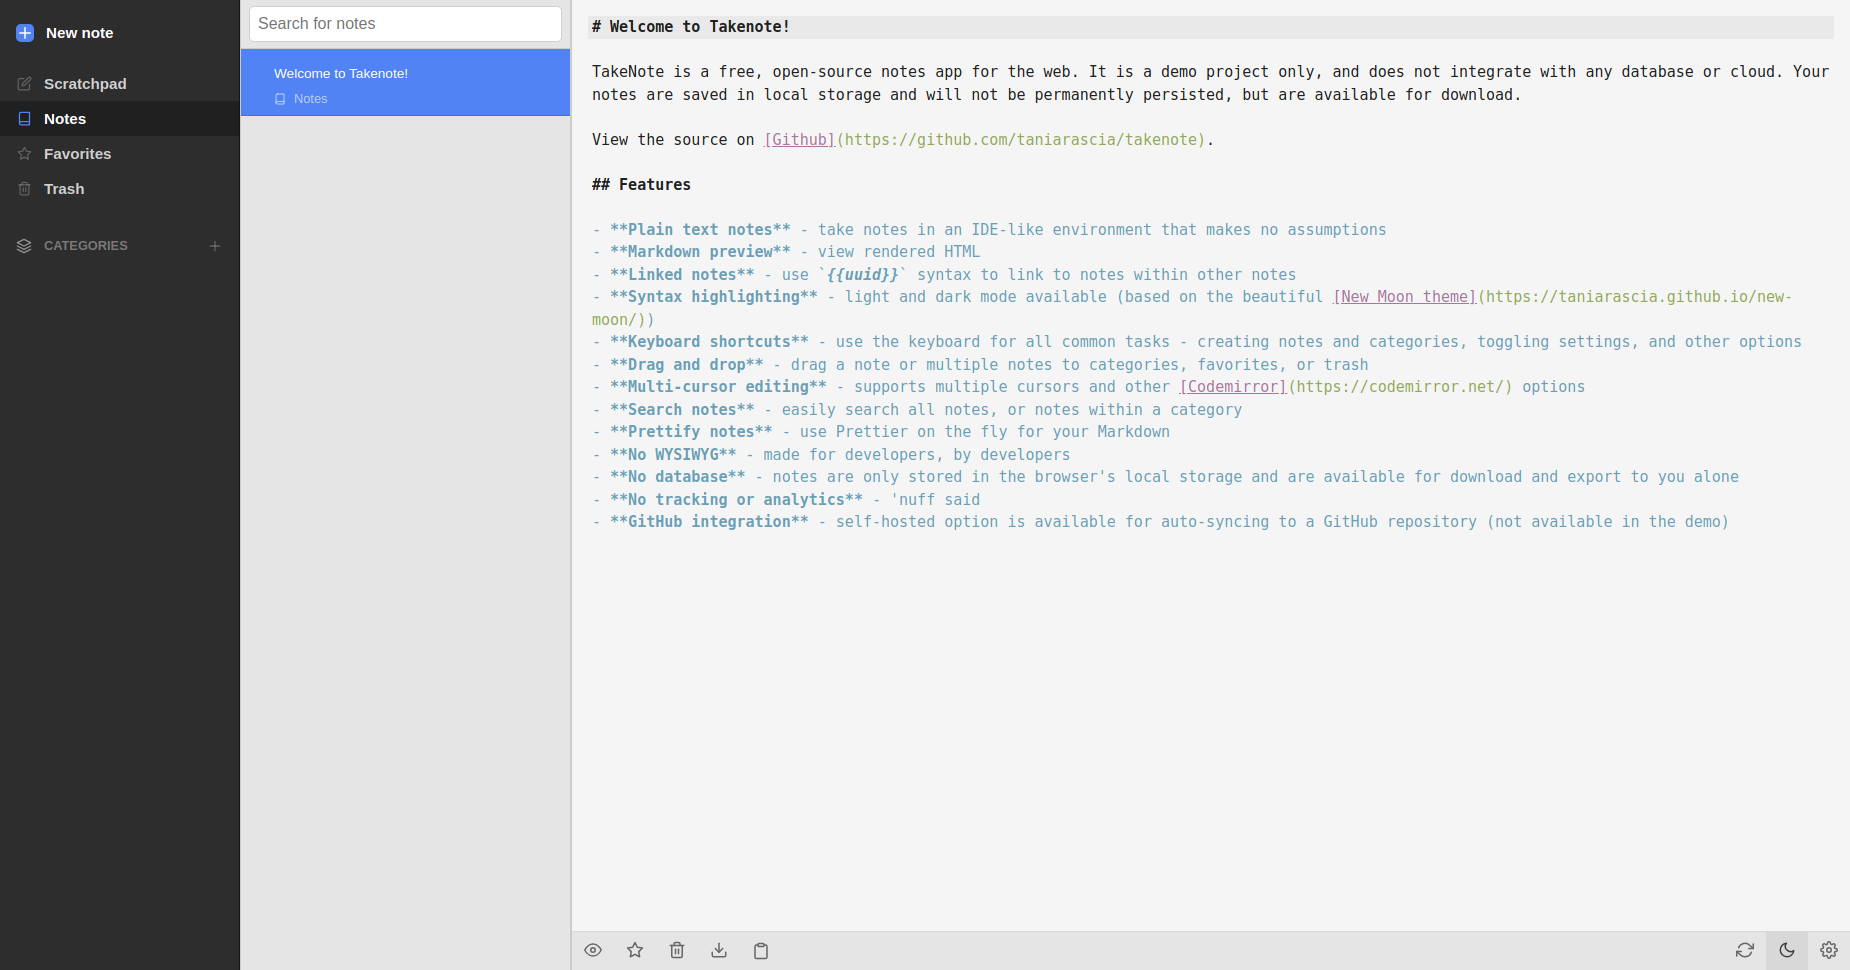 New note
Scratchpad
Notes
Favorites
Trash
CATEGORIES
Search for notes
Welcome to Takenote!
Notes
# Welcome to Takenote!
TakeNote is a free, open-source notes app for the web. It is a demo project only, and does not integrate with any database or cloud. Your
notes are saved in local storage and will not be permanently persisted, but are available for download.
View the source on [Github](https://github.com/taniarascia/takenote).
## Features
- **Plain text notes** - take notes in an IDE-like environment that makes no assumptions
- **Markdown preview** - view rendered HTML
- **Linked notes** - use `{{uuid}}` syntax to link to notes within other notes
- **Syntax highlighting** - light and dark mode available (based on the beautiful [New Moon theme](https://taniarascia.github.io/new-
moon/))
- **Keyboard shortcuts** - use the keyboard for all common tasks - creating notes and categories, toggling settings, and other options
- **Drag and drop** - drag a note or multiple notes to categories, favorites, or trash
- **Multi-cursor editing** - supports multiple cursors and other [Codemirror](https://codemirror.net/) options
- **Search notes** - easily search all notes, or notes within a category
- **Prettify notes** - use Prettier on the fly for your Markdown
- **No WYSIWYG** - made for developers, by developers
- **No database** - notes are only stored in the browser's local storage and are available for download and export to you alone
- **No tracking or analytics** - 'nuff said
- **GitHub integration** - self-hosted option is available for auto-syncing to a GitHub repository (not available in the demo)